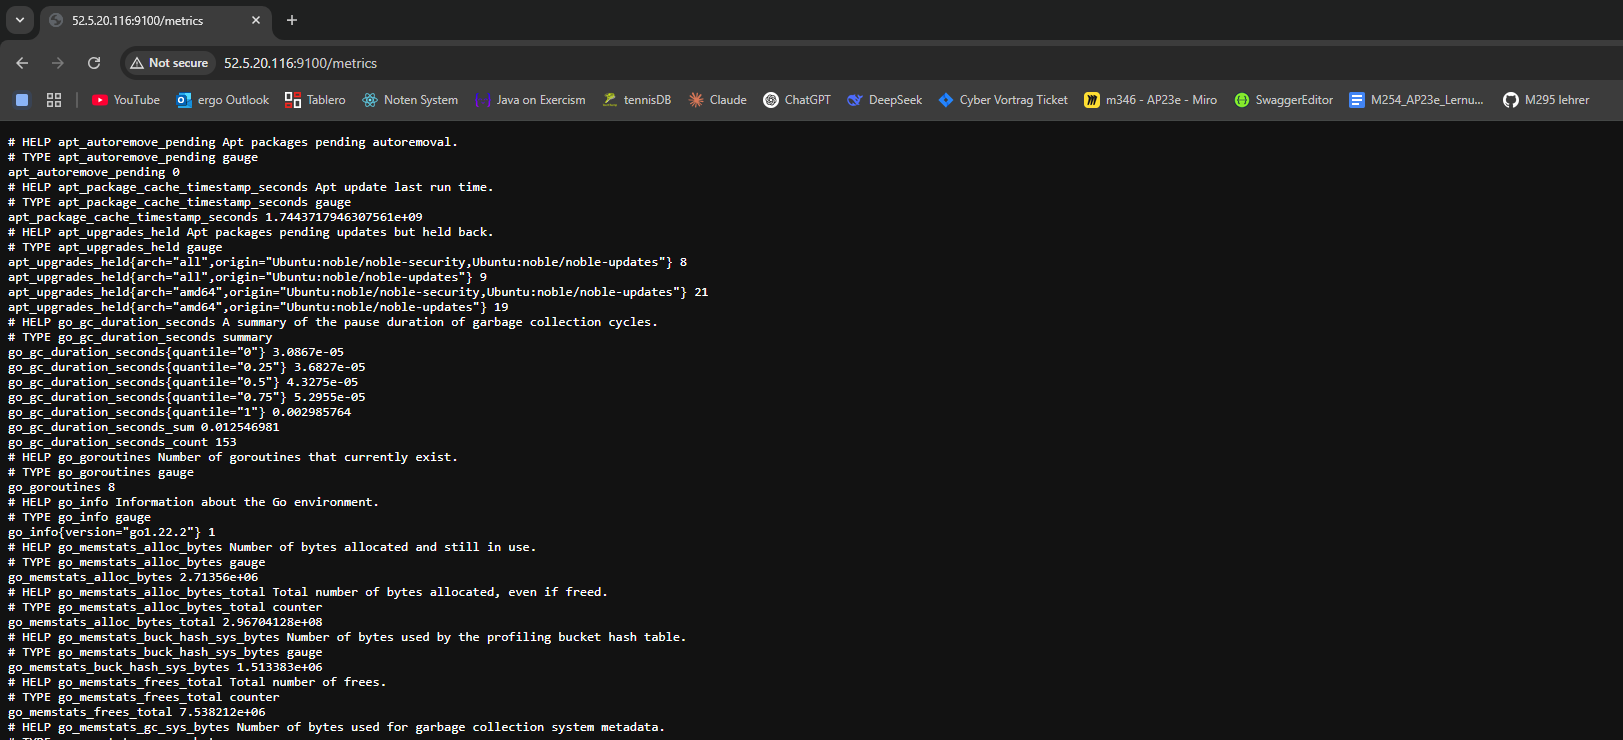 52.5.20.116:9100/metrics
Not secure 52.5.20.116:9100/metrics
YouTube ergo Outlook Tablero Noten System Java on Exercism tennisDB Claude ChatGPT DeepSeek Cyber Vortrag Ticket m346 - AP23e - Miro SwaggerEditor M254_AP23e_Lernu... M295 lehrer
# HELP apt_autoremove_pending Apt packages pending autoremoval.
# TYPE apt_autoremove_pending gauge
apt_autoremove_pending 0
# HELP apt_package_cache_timestamp_seconds Apt update last run time.
# TYPE apt_package_cache_timestamp_seconds gauge
apt_package_cache_timestamp_seconds 1.7443717946307561e+09
# HELP apt_upgrades_held Apt packages pending updates but held back.
# TYPE apt_upgrades_held gauge
apt_upgrades_held{arch="all",origin="Ubuntu:noble/noble-security,Ubuntu:noble/noble-updates"} 8
apt_upgrades_held{arch="all",origin="Ubuntu:noble/noble-updates"} 9
apt_upgrades_held{arch="amd64",origin="Ubuntu:noble/noble-security,Ubuntu:noble/noble-updates"} 21
apt_upgrades_held{arch="amd64",origin="Ubuntu:noble/noble-updates"} 19
# HELP go_gc_duration_seconds A summary of the pause duration of garbage collection cycles.
# TYPE go_gc_duration_seconds summary
go_gc_duration_seconds{quantile="0"} 3.0867e-05
go_gc_duration_seconds{quantile="0.25"} 3.6827e-05
go_gc_duration_seconds{quantile="0.5"} 4.3275e-05
go_gc_duration_seconds{quantile="0.75"} 5.2955e-05
go_gc_duration_seconds{quantile="1"} 0.002985764
go_gc_duration_seconds_sum 0.012546981
go_gc_duration_seconds_count 153
# HELP go_goroutines Number of goroutines that currently exist.
# TYPE go_goroutines gauge
go_goroutines 8
# HELP go_info Information about the Go environment.
# TYPE go_info gauge
go_info{version="go1.22.2"} 1
# HELP go_memstats_alloc_bytes Number of bytes allocated and still in use.
# TYPE go_memstats_alloc_bytes gauge
go_memstats_alloc_bytes 2.71356e+06
# HELP go_memstats_alloc_bytes_total Total number of bytes allocated, even if freed.
# TYPE go_memstats_alloc_bytes_total counter
go_memstats_alloc_bytes_total 2.96704128e+08
# HELP go_memstats_buck_hash_sys_bytes Number of bytes used by the profiling bucket hash table.
# TYPE go_memstats_buck_hash_sys_bytes gauge
go_memstats_buck_hash_sys_bytes 1.513383e+06
# HELP go_memstats_frees_total Total number of frees.
# TYPE go_memstats_frees_total counter
go_memstats_frees_total 7.538212e+06
# HELP go_memstats_gc_sys_bytes Number of bytes used for garbage collection system metadata.